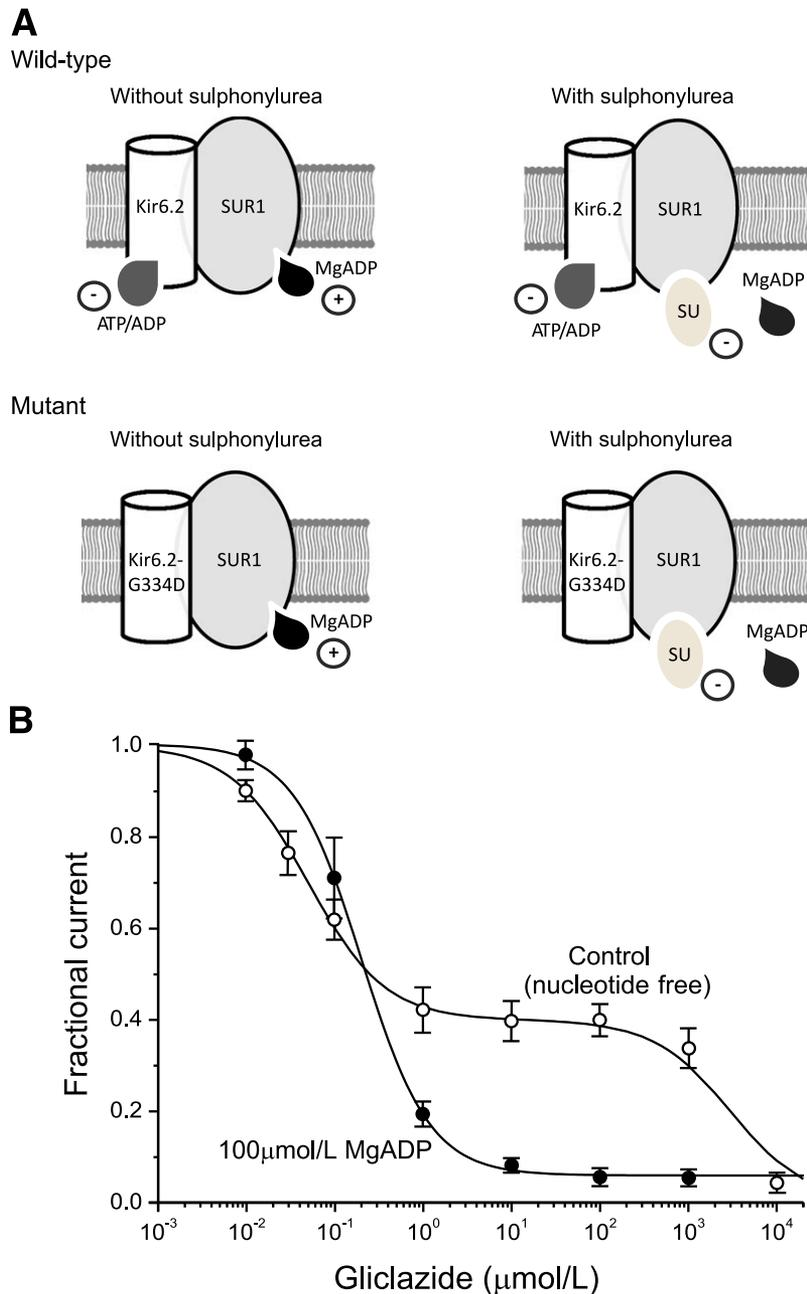 A
Wild-type
Without sulphonylurea
With sulphonylurea
Kir6.2
SUR1
MgADP
+
-
ATP/ADP
Kir6.2
SUR1
MgADP
SU
-
-
ATP/ADP
Mutant
Without sulphonylurea
With sulphonylurea
Kir6.2-
G334D
SUR1
MgADP
+
Kir6.2-
G334D
SUR1
MgADP
SU
-
B
Fractional current
1.0
0.8
0.6
0.4
0.2
0.0
Control
(nucleotide free)
100μmol/L MgADP
10⁻³ 10⁻² 10⁻¹ 10⁰ 10¹ 10² 10³ 10⁴
Gliclazide (μmol/L)